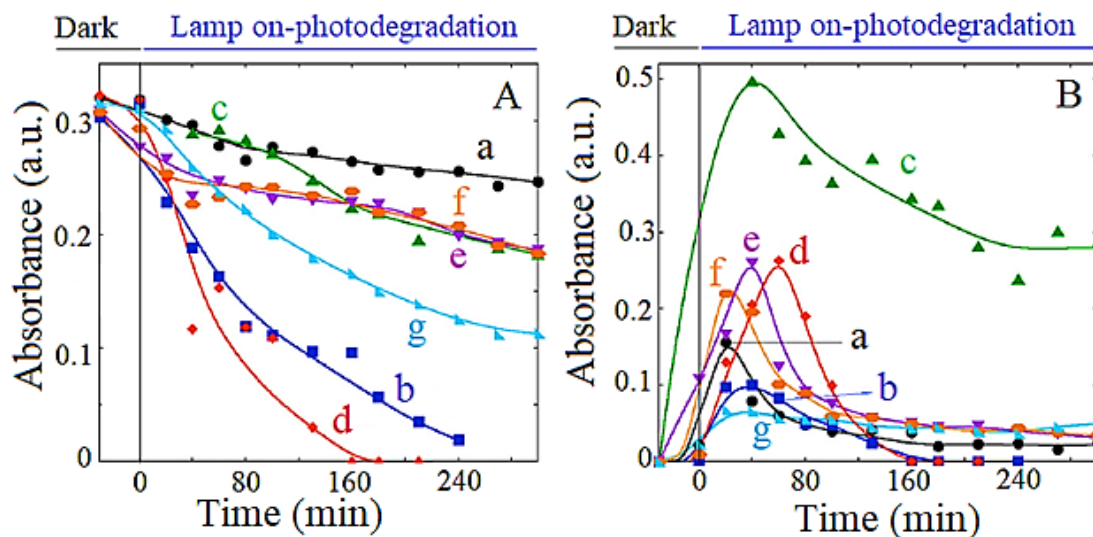 Dark Lamp on-photodegradation
A
Absorbance (a.u.)
0.3
0.2
0.1
0
c
a
f
e
g
b
d
0 80 160 240
Time (min)
Dark Lamp on-photodegradation
B
Absorbance (a.u.)
0.5
0.4
0.3
0.2
0.1
0
c
e
d
f
a
b
g
0 80 160 240
Time (min)